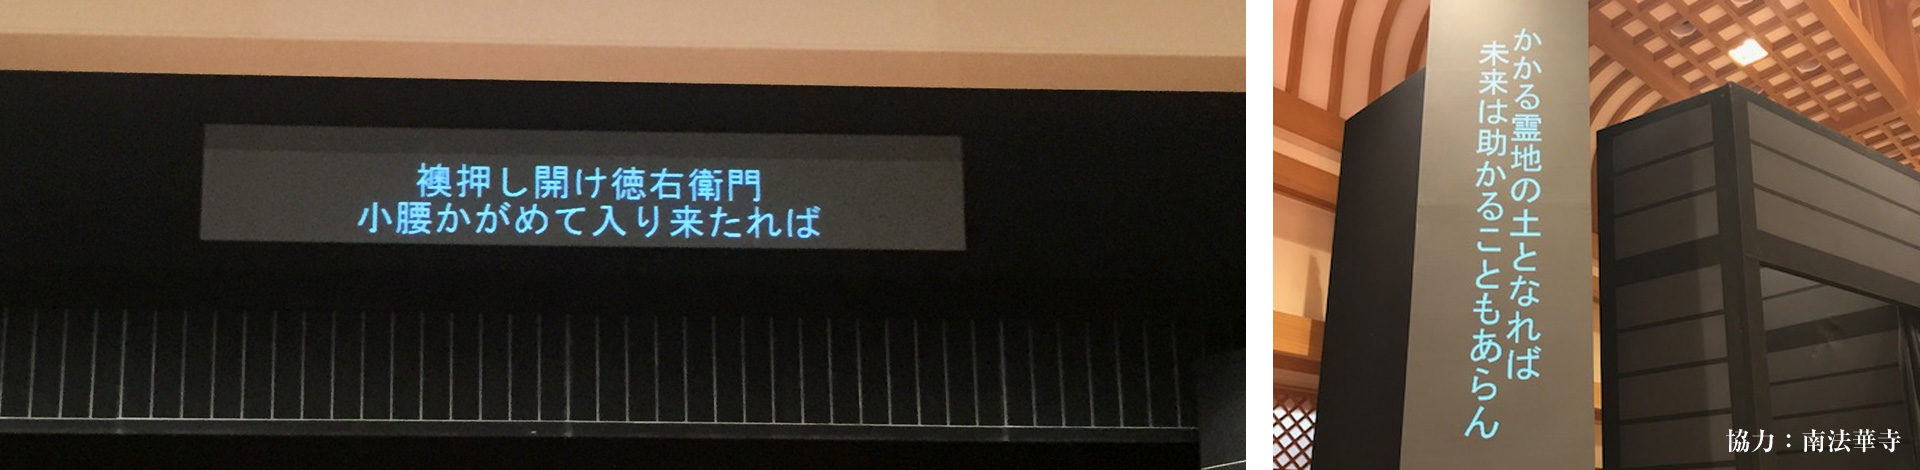 襖押し開け徳右衛門
小腰かがめて入り来たれば
かかる霊地の土となれば
未来は助かることもあらん
協力：南法華寺